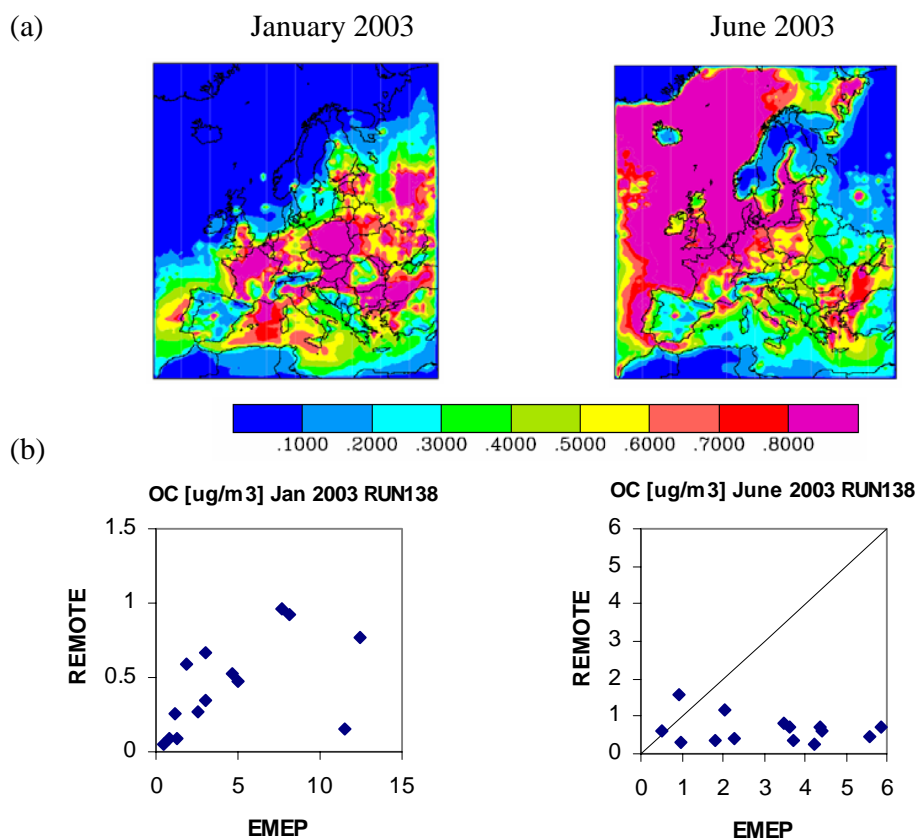 (a)
January 2003
June 2003
.1000 .2000 .3000 .4000 .5000 .6000 .7000 .8000
(b)
OC [ug/m3] Jan 2003 RUN138
1.5
1
0.5
0
REMOTE
0 5 10 15
EMEP
OC [ug/m3] June 2003 RUN138
6
5
4
3
2
1
0
REMOTE
0 1 2 3 4 5 6
EMEP